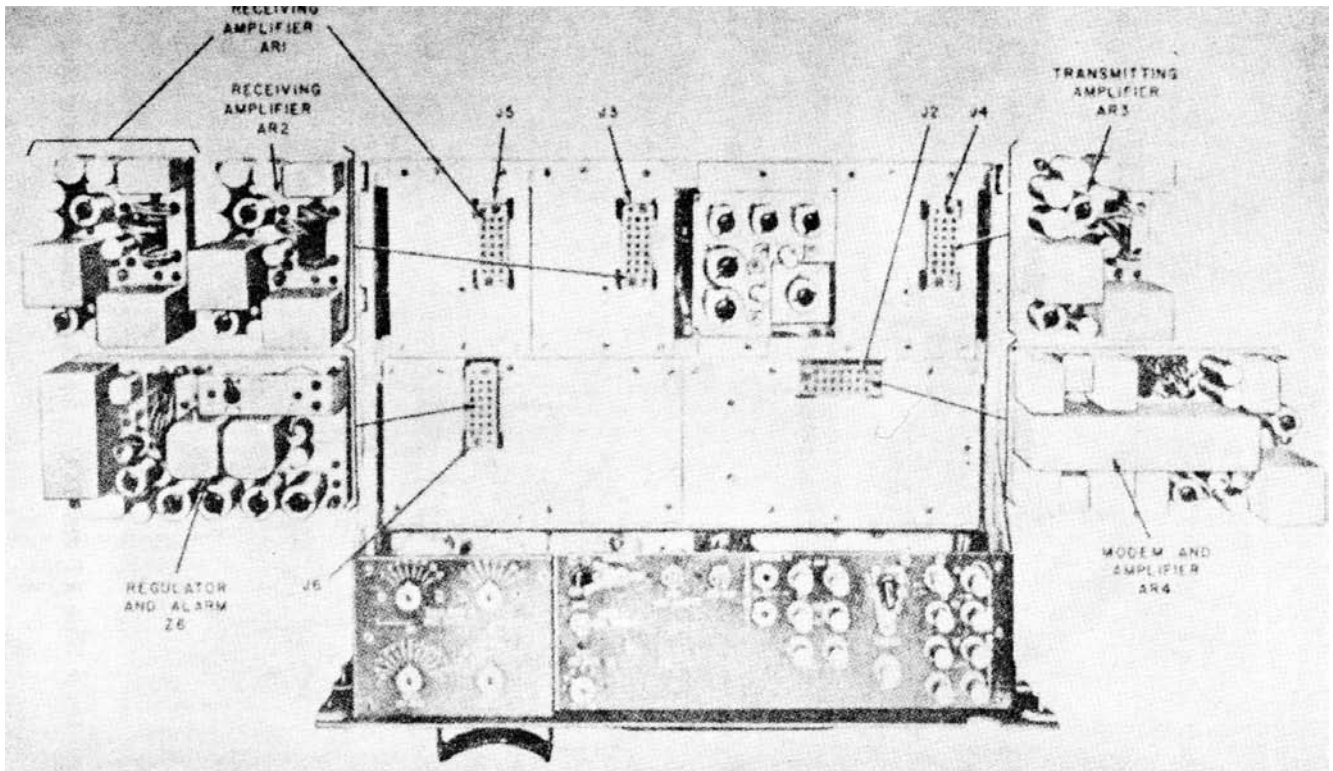 RECEIVING
AMPLIFIER
AR1
RECEIVING
AMPLIFIER
AR2
J5
J3
J2
J4
TRANSMITTING
AMPLIFIER
AR3
REGULATOR
AND ALARM
Z6
J6
MODEM AND
AMPLIFIER
AR4